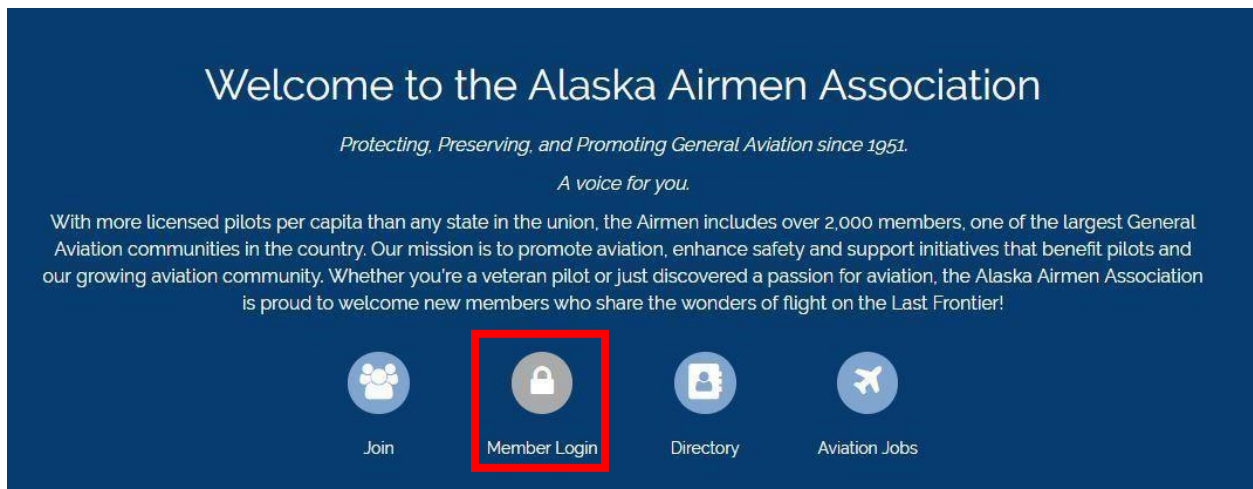 Welcome to the Alaska Airmen Association
Protecting, Preserving, and Promoting General Aviation since 1951.
A voice for you.
With more licensed pilots per capita than any state in the union, the Airmen includes over 2,000 members, one of the largest General
Aviation communities in the country. Our mission is to promote aviation, enhance safety and support initiatives that benefit pilots and
our growing aviation community. Whether you're a veteran pilot or just discovered a passion for aviation, the Alaska Airmen Association
is proud to welcome new members who share the wonders of flight on the Last Frontier!
Join Member Login Directory Aviation Jobs